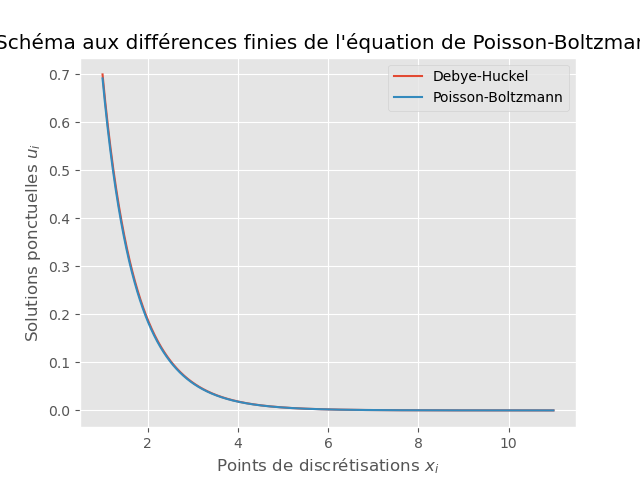 Schéma aux différences finies de l'équation de Poisson-Boltzman
Debye-Huckel
Poisson-Boltzmann
Solutions ponctuelles u_i
0.7
0.6
0.5
0.4
0.3
0.2
0.1
0.0
2 4 6 8 10
Points de discrétisations x_i